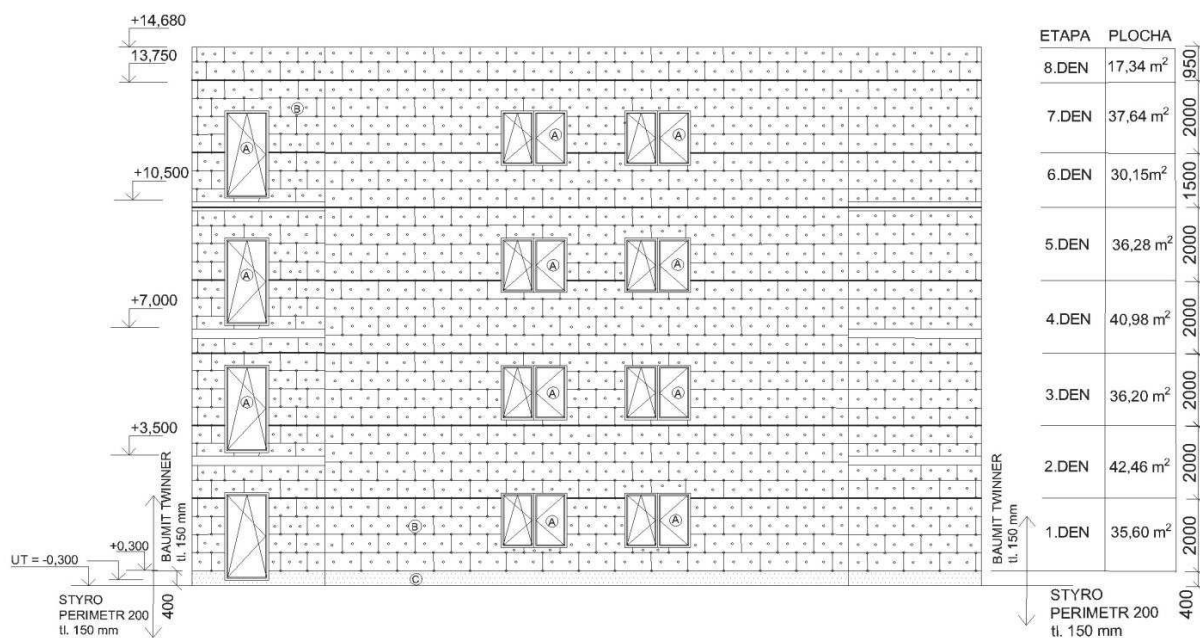 +14,680
13,750
+10,500
+7,000
+3,500
+0,300
UT = -0,300
BAUMIT TWINNER
tl. 150 mm
STYRO
PERIMETR 200
tl. 150 mm
400
A
B
A
A
A
A
A
A
A
A
A
B
A
A
C
ETAPA PLOCHA
8.DEN 17,34 m²
7.DEN 37,64 m²
6.DEN 30,15m²
5.DEN 36,28 m²
4.DEN 40,98 m²
3.DEN 36,20 m²
2.DEN 42,46 m²
1.DEN 35,60 m²
950
2000
1500
2000
2000
2000
2000
2000
400
BAUMIT TWINNER
tl. 150 mm
STYRO
PERIMETR 200
tl. 150 mm